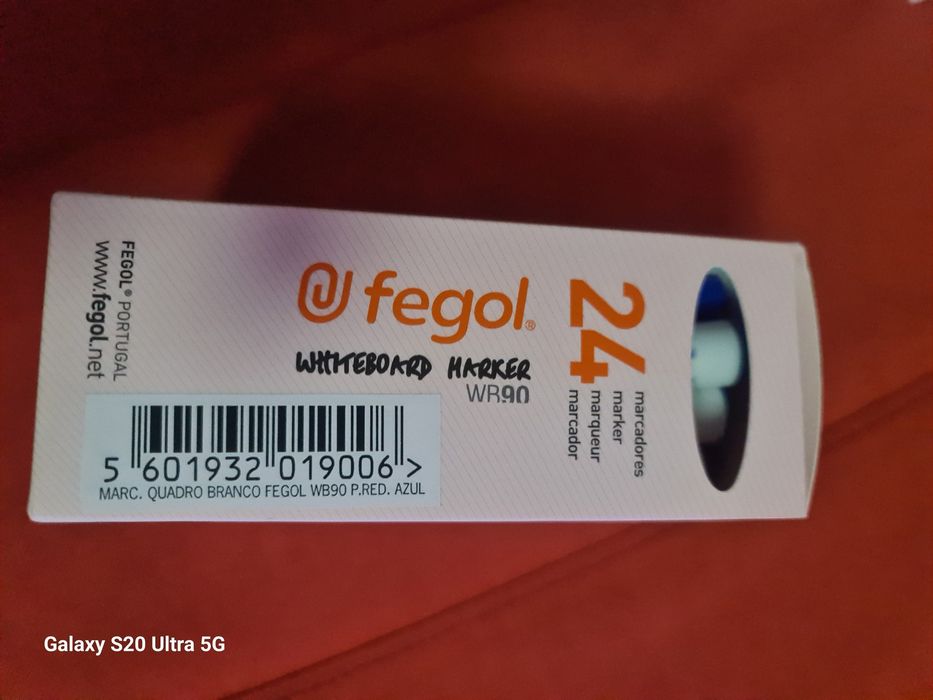 fegol®
WHITEBOARD MARKER
WR90
24
marcadores
marker
marqueur
marcador
FEGOL® PORTUGAL
www.fegol.net
5 601932 019006 >
MARC. QUADRO BRANCO FEGOL WB90 P.RED. AZUL
Galaxy S20 Ultra 5G